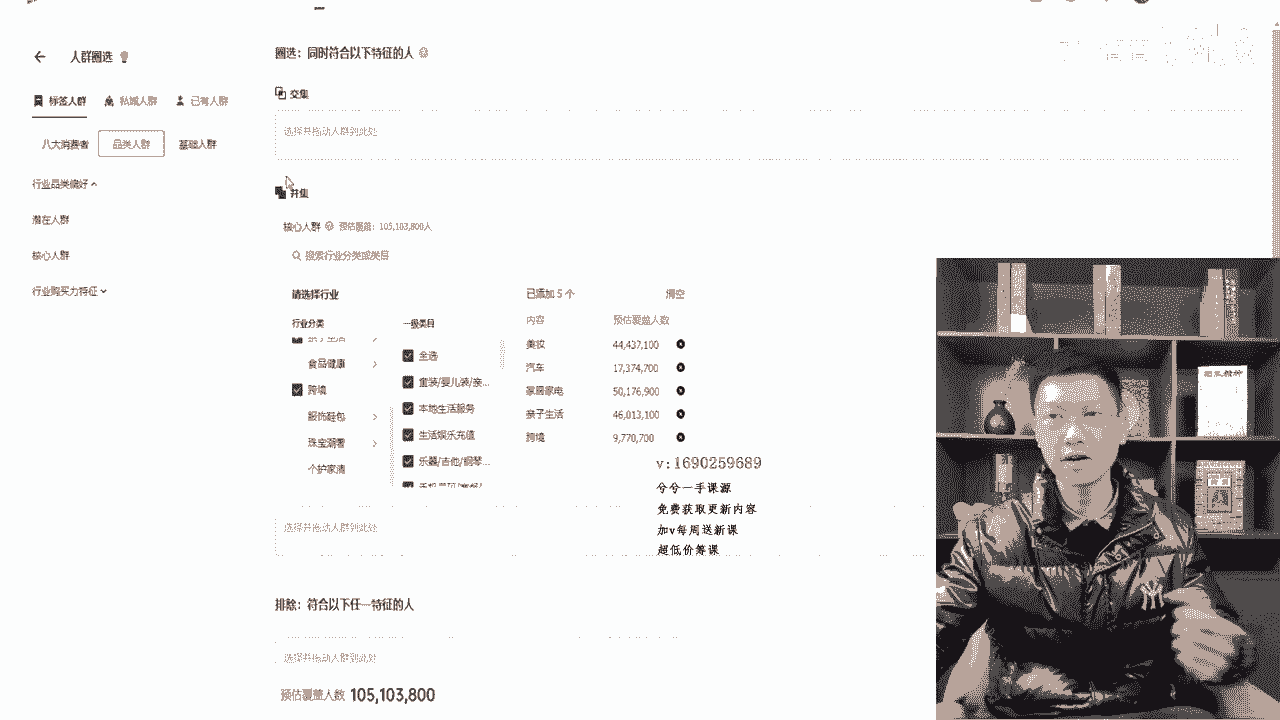 人群圈选
圈选：同时符合以下特征的人
标签人群 私域人群 已有人群
交集
选择并拖动人群到此处
八大消费者 品类人群 基础人群
行业品类偏好
并集
潜在人群
核心人群 预估覆盖：105,103,800人
核心人群
搜索行业分类或类目
行业购买力特征
请选择行业
已添加 5 个 清空
行业分类 一级类目
内容 预估覆盖人数
亲子生活
全选
美妆 44,437,100
食品健康
童装/婴儿装/亲...
汽车 17,374,700
跨境
本地生活服务
家居家电 50,176,900
服饰鞋包
生活娱乐充值
亲子生活 46,013,100
珠宝潮奢
乐器/吉他/钢琴...
跨境 9,770,700
个护家清
v:1690259689
兮兮一手课源
免费获取更新内容
加v每周送新课
超低价筹课
选择并拖动人群到此处
排除：符合以下任一特征的人
选择并拖动人群到此处
预估覆盖人数 105,103,800